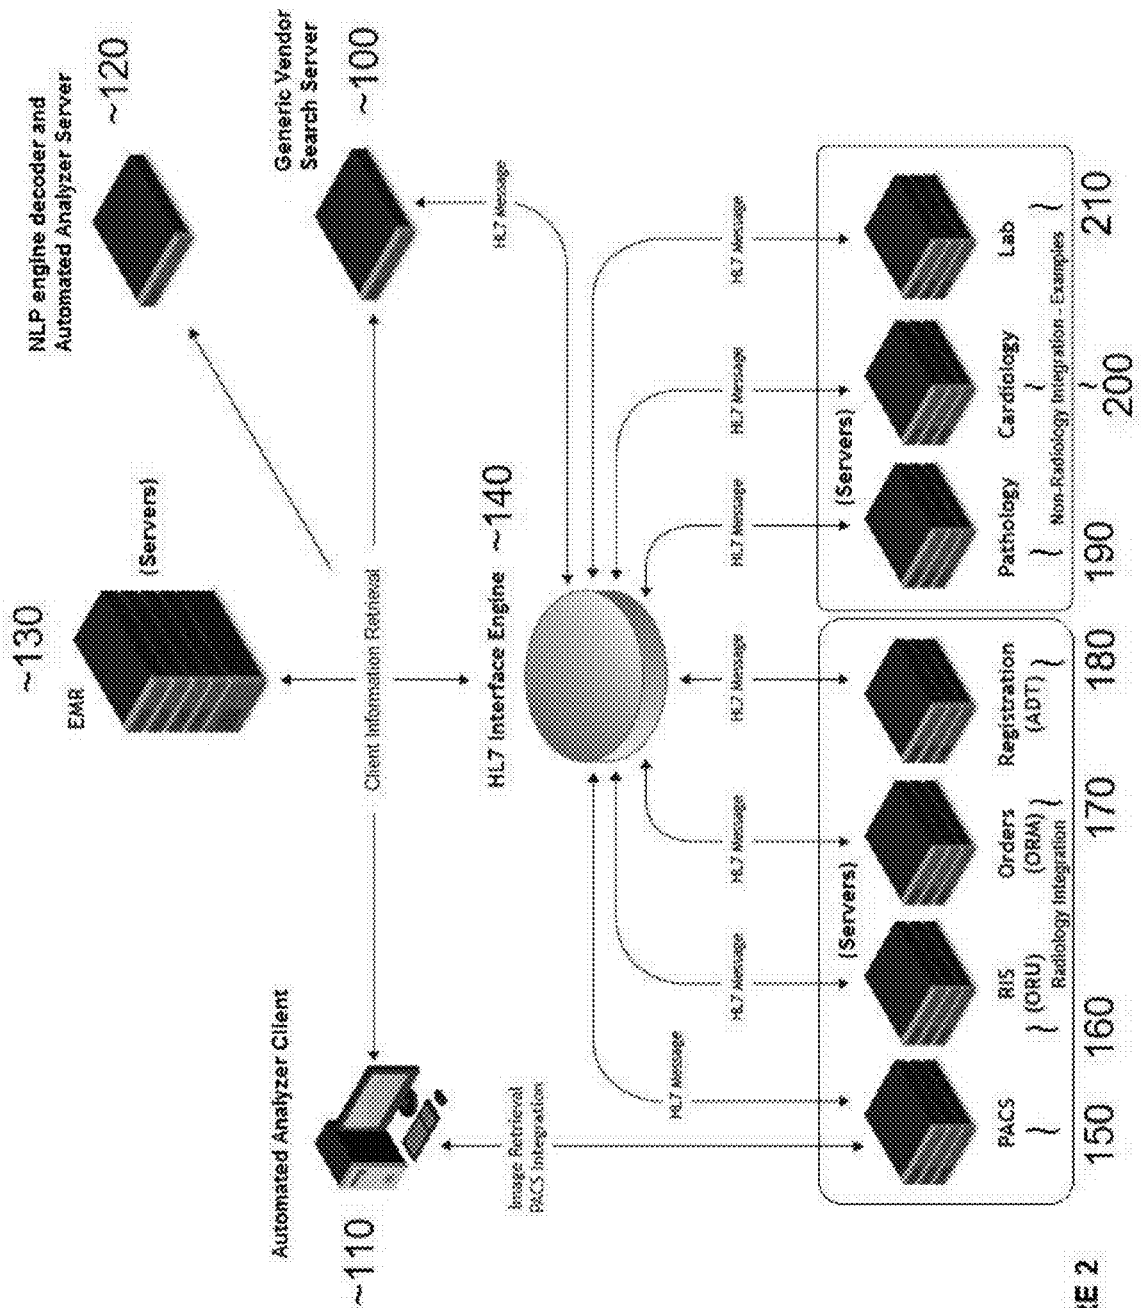 ~130
EMR
(Servers)
NLP engine decoder and
Automated Analyzer Server
~120
Automated Analyzer Client
~110
Client Information Retrieval
Generic Vendor
Search Server
~100
Image Retrieval
PACS Integration
HL7 Interface Engine ~140
HL7 Message
HL7 Message
HL7 Message
HL7 Message
HL7 Message
HL7 Message
HL7 Message
HL7 Message
(Servers)
(Servers)
PACS
RIS
(ORU)
Orders
(ORM)
Registration
(ADT)
Pathology
Cardiology
Lab
Radiology Integration
Non-Radiology Integration - Examples
150
160
170
180
190
200
210
E 2